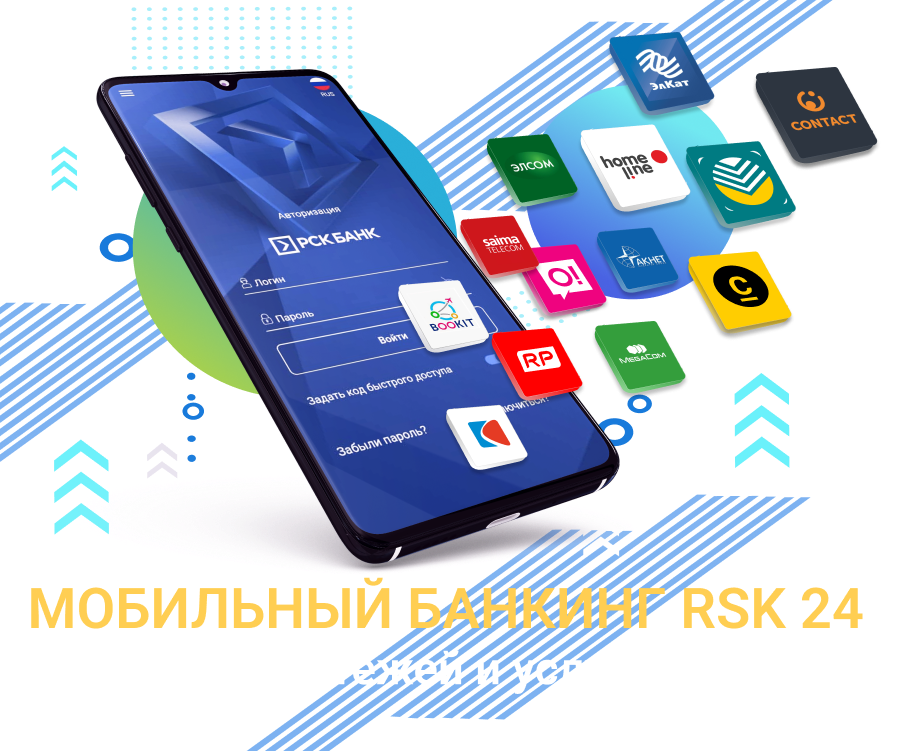 RUS
Авторизация
РСК БАНК
Логин
Пароль
Войти
Задать код быстрого доступа
Забыли пароль?
ЭлКат
CONTACT
ЭЛСОМ
home
line
saima
TELECOM
O!
АКНЕТ
C
BOOKIT
RP
MEGACOM
МОБИЛЬНЫЙ БАНКИНГ RSK 24